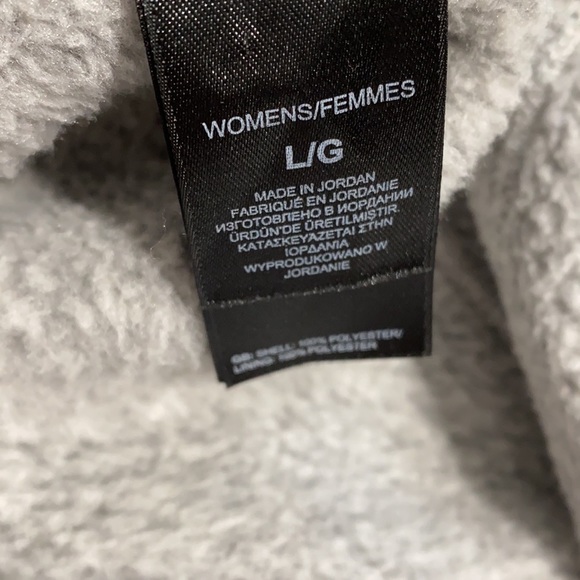 WOMENS/FEMMES
L/G
MADE IN JORDAN
FABRIQUÉ EN JORDANIE
ИЗГОТОВЛЕНО В ИОРДАНИИ
ÜRDÜN'DE ÜRETILMIŞTIR
ΚΑΤΑΣΚΕΥΆΖΕΤΑΙ ΣΤΗΝ
ΙΟΡΔΑΝΙΑ
WYPRODUKOWANO W
JORDANIE
GB: SHELL: 100% POLYESTER/
LINING: 100% POLYESTER